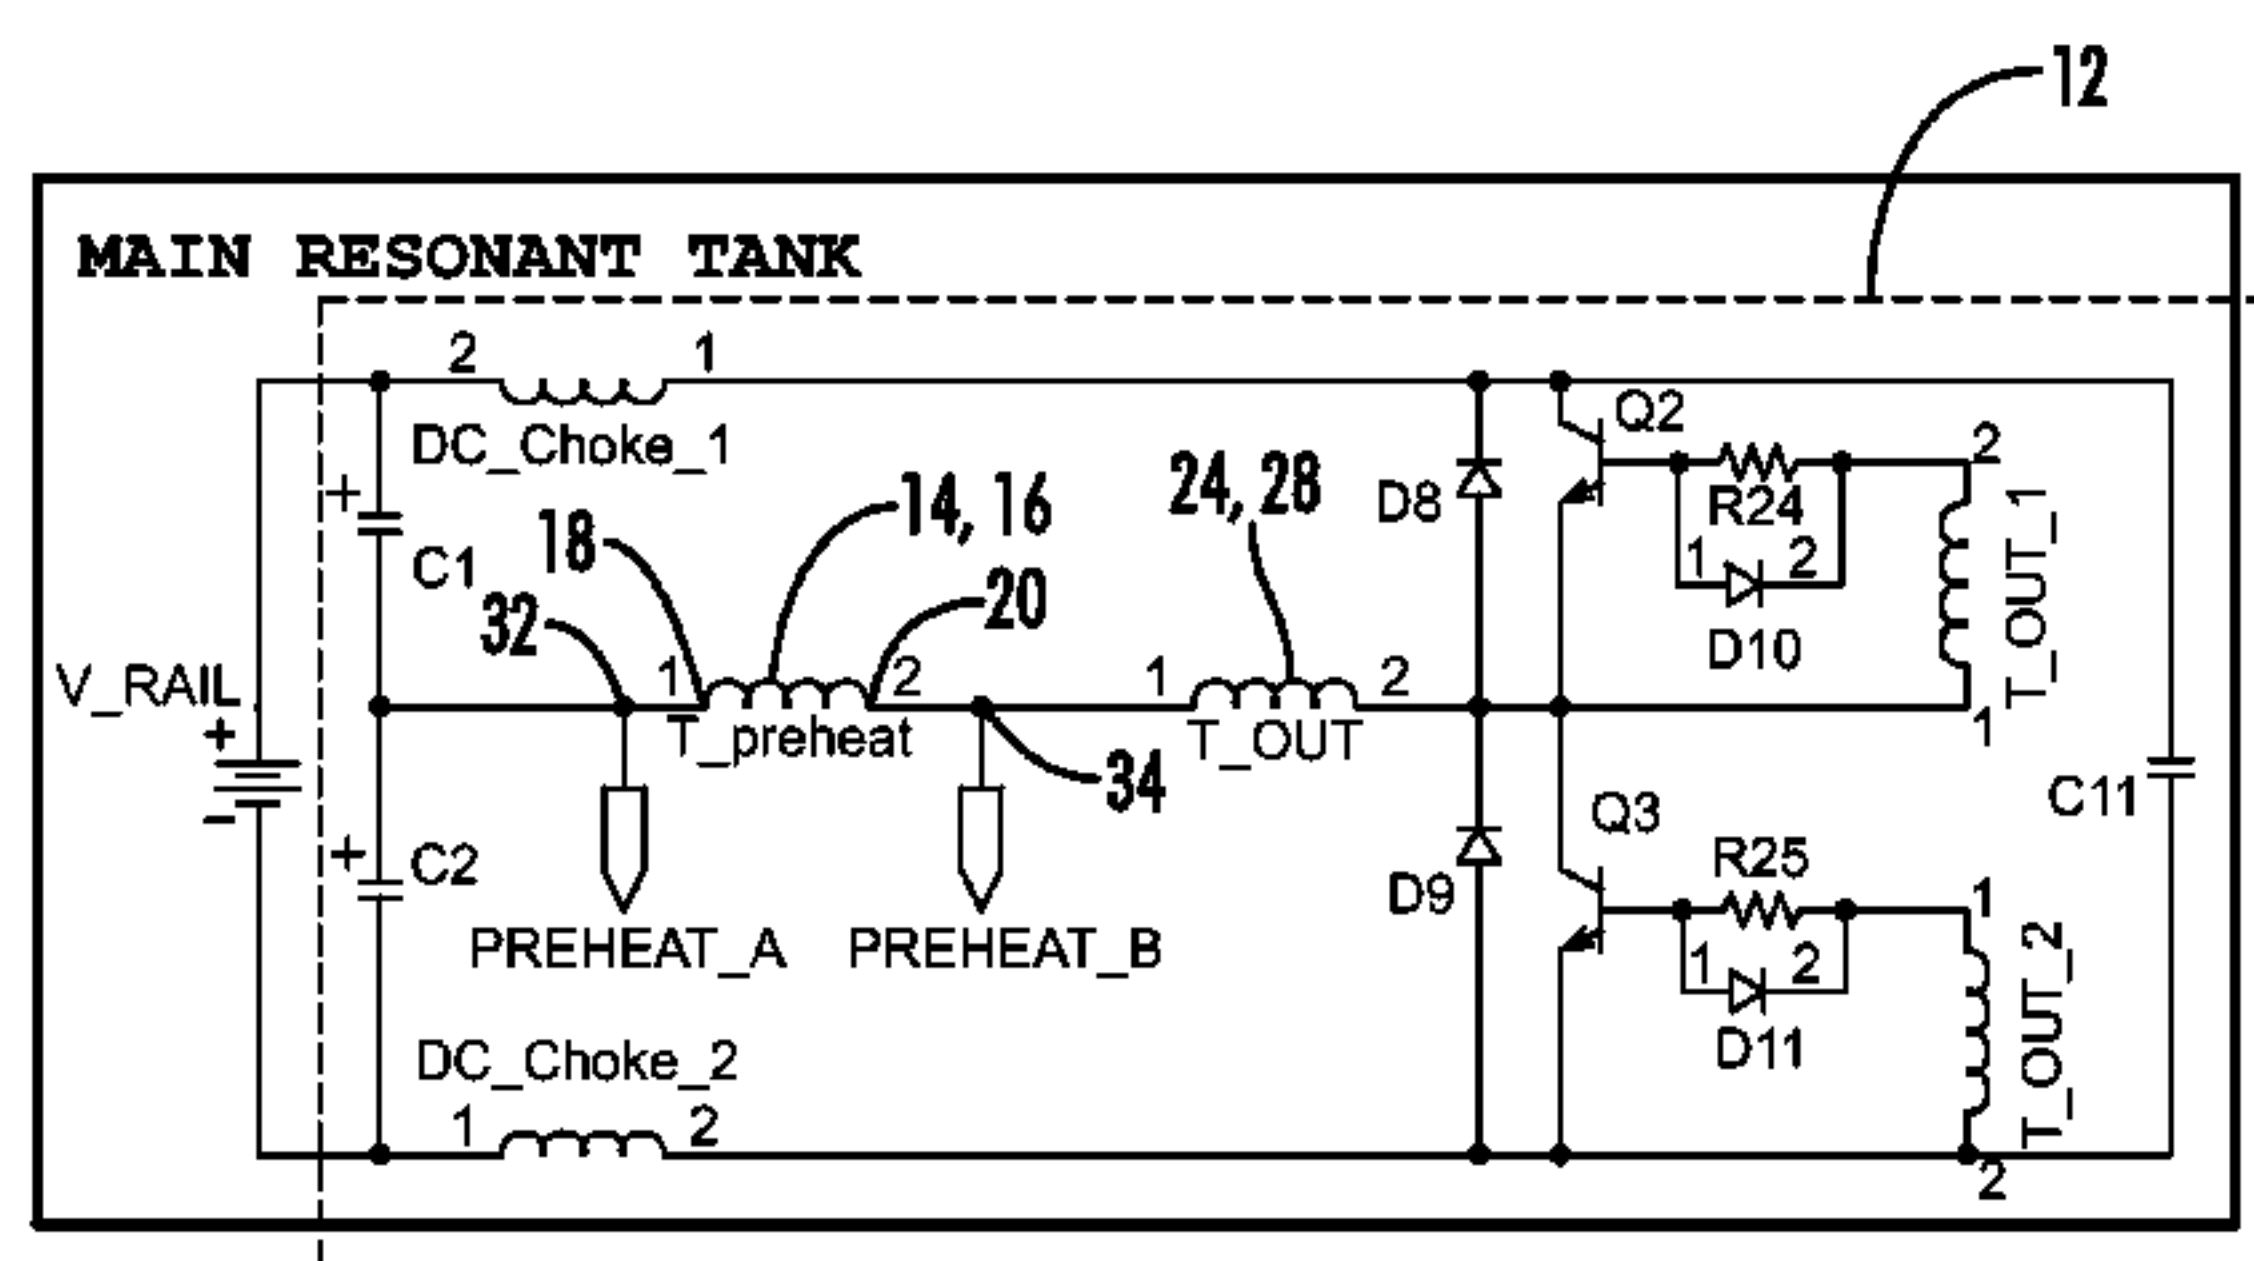 12
MAIN RESONANT TANK
2
1
DC_Choke_1
Q2
2
+
C1
18
14, 16
24, 28
D8
R24
1
2
D10
T_OUT_1
32
20
V_RAIL
+
-
1
2
T_preheat
1
2
T_OUT
1
34
C11
+
C2
Q3
R25
1
D9
1
2
D11
T_OUT_2
PREHEAT_A
PREHEAT_B
DC_Choke_2
1
2
2